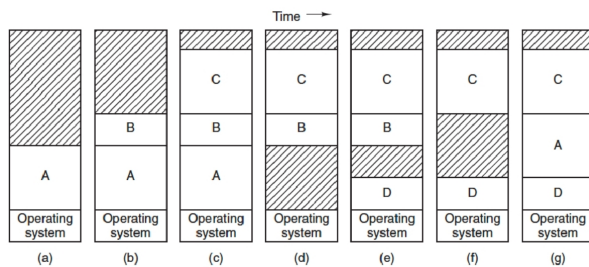 Time
C
C
C
C
C
B
B
B
B
A
A
A
A
D
D
D
Operating
system
Operating
system
Operating
system
Operating
system
Operating
system
Operating
system
Operating
system
(a)
(b)
(c)
(d)
(e)
(f)
(g)